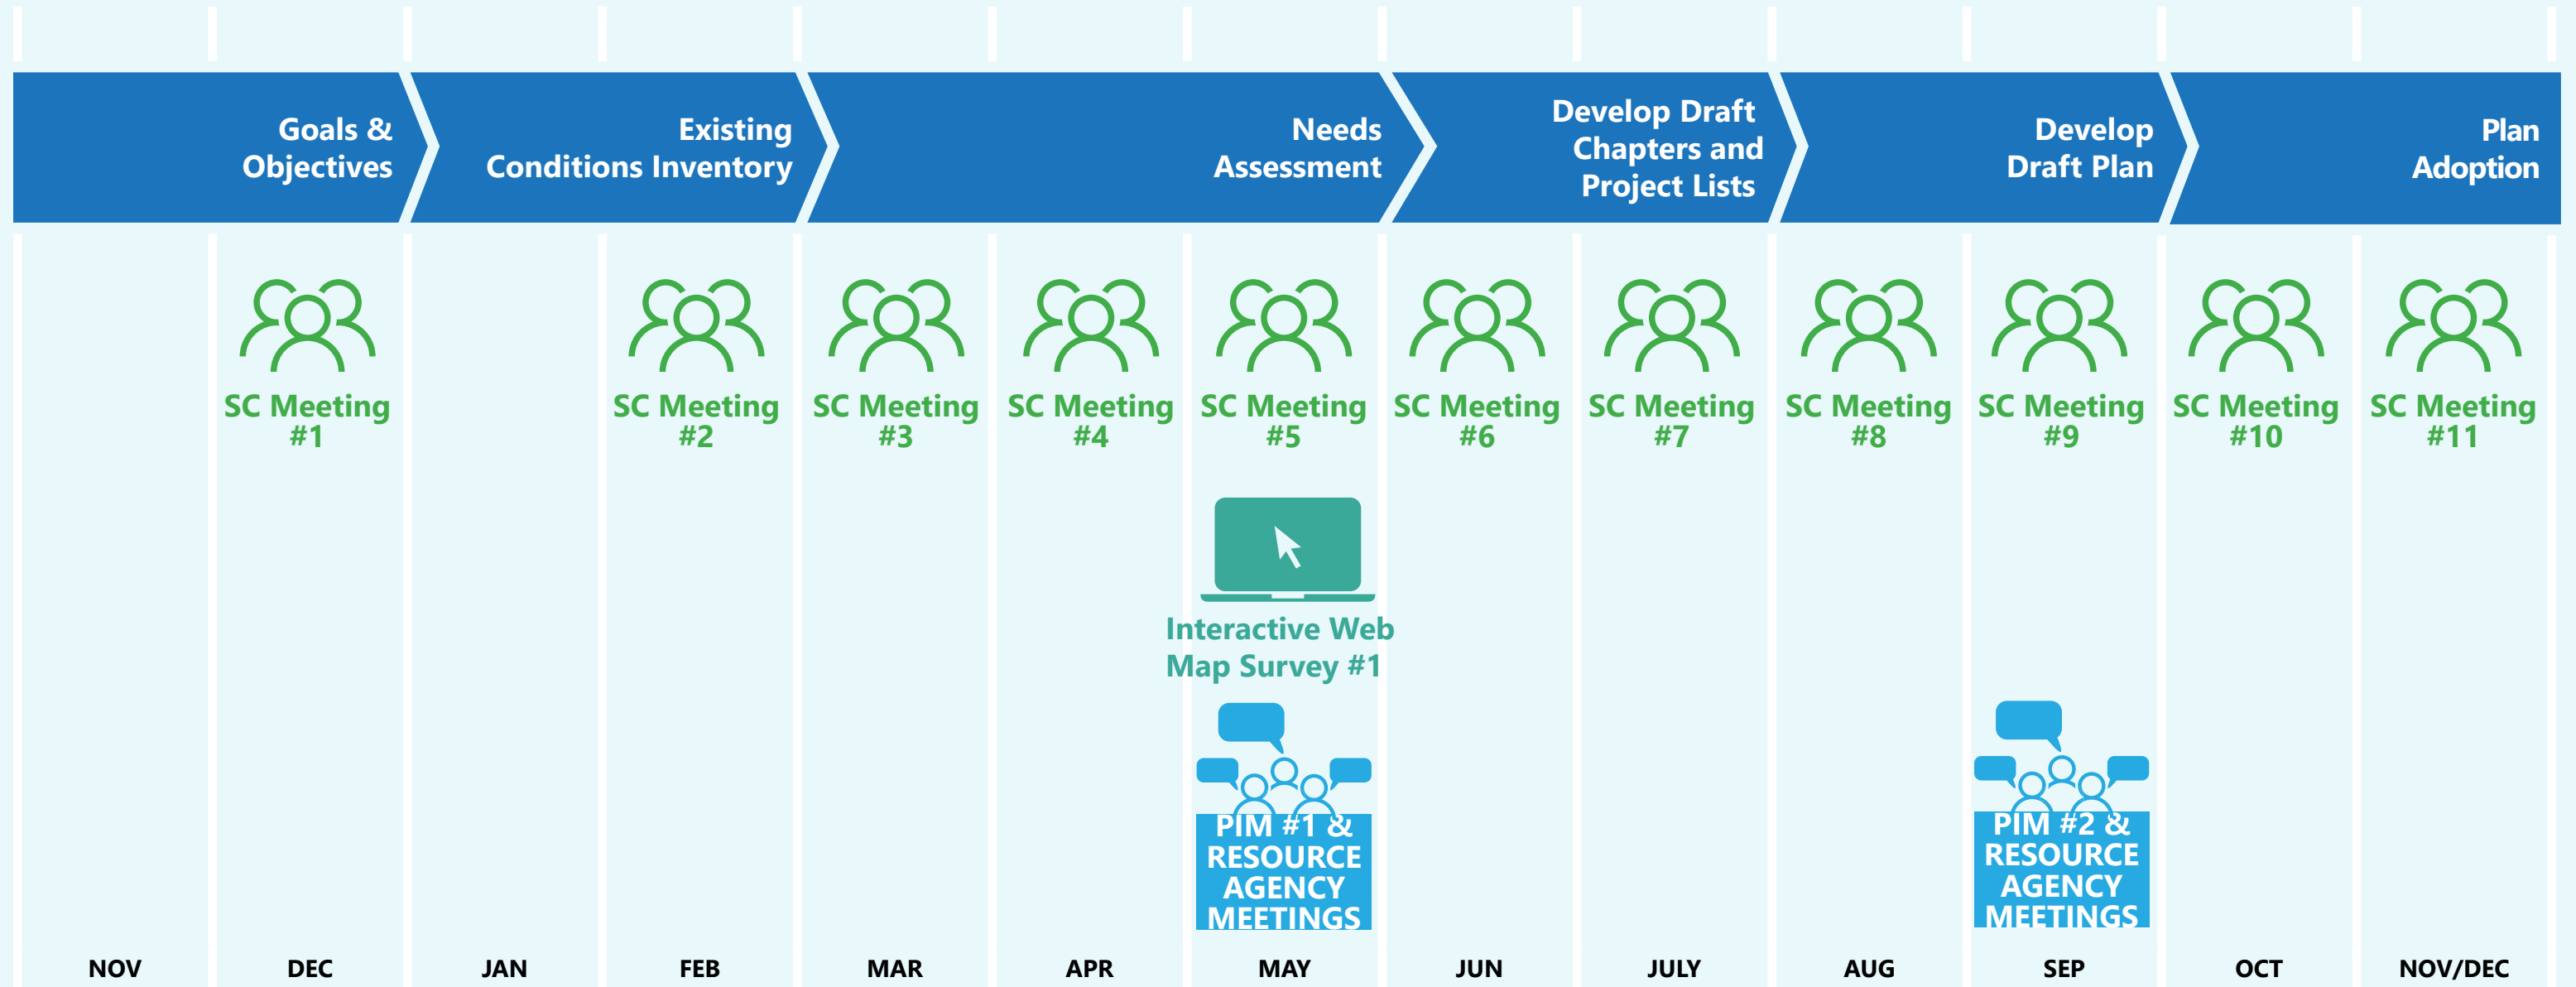 Goals &
Objectives
Existing
Conditions Inventory
Needs
Assessment
Develop Draft
Chapters and
Project Lists
Develop
Draft Plan
Plan
Adoption
SC Meeting
#1
SC Meeting
#2
SC Meeting
#3
SC Meeting
#4
SC Meeting
#5
SC Meeting
#6
SC Meeting
#7
SC Meeting
#8
SC Meeting
#9
SC Meeting
#10
SC Meeting
#11
Interactive Web
Map Survey #1
PIM #1 &
RESOURCE
AGENCY
MEETINGS
PIM #2 &
RESOURCE
AGENCY
MEETINGS
NOV
DEC
JAN
FEB
MAR
APR
MAY
JUN
JULY
AUG
SEP
OCT
NOV/DEC